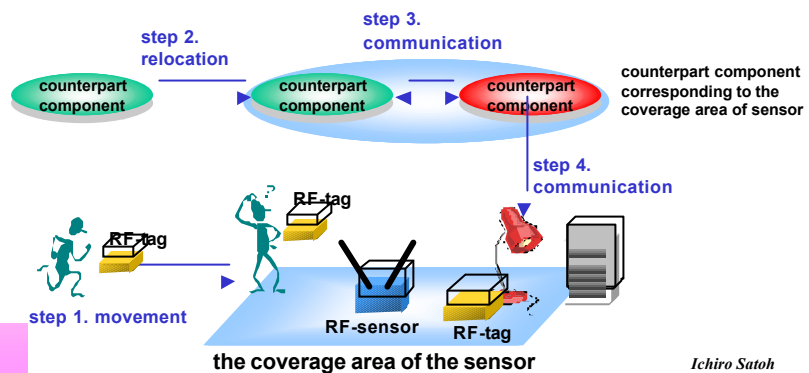 step 2.
relocation
step 3.
communication
counterpart
component
counterpart
component
counterpart
component
counterpart component
corresponding to the
coverage area of sensor
step 4.
communication
RF-tag
RF-tag
step 1. movement
RF-sensor
RF-tag
the coverage area of the sensor
Ichiro Satoh